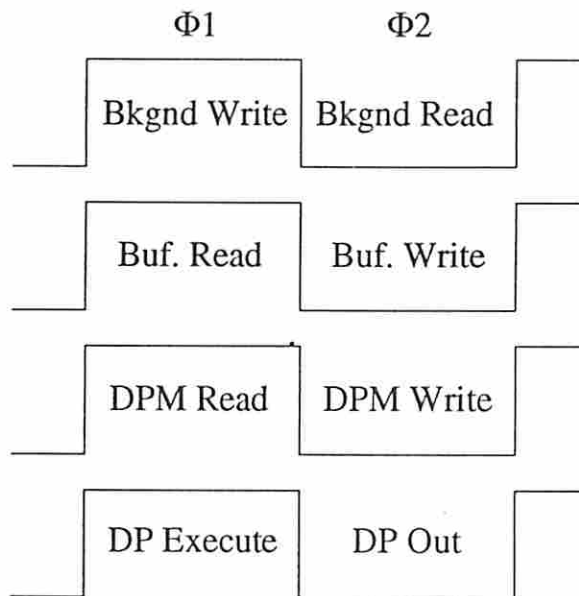 Φ1 Φ2
Bkgnd Write Bkgnd Read
Buf. Read Buf. Write
DPM Read DPM Write
DP Execute DP Out